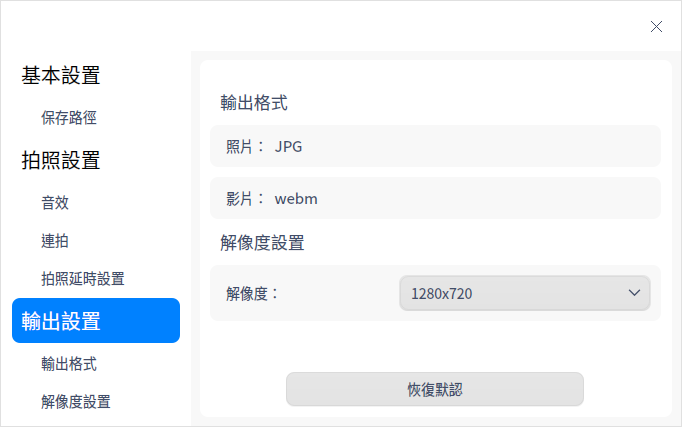 基本設置
保存路徑
拍照設置
音效
連拍
拍照延時設置
輸出設置
輸出格式
解像度設置
輸出格式
照片： JPG
影片： webm
解像度設置
解像度： 1280x720
恢復默認